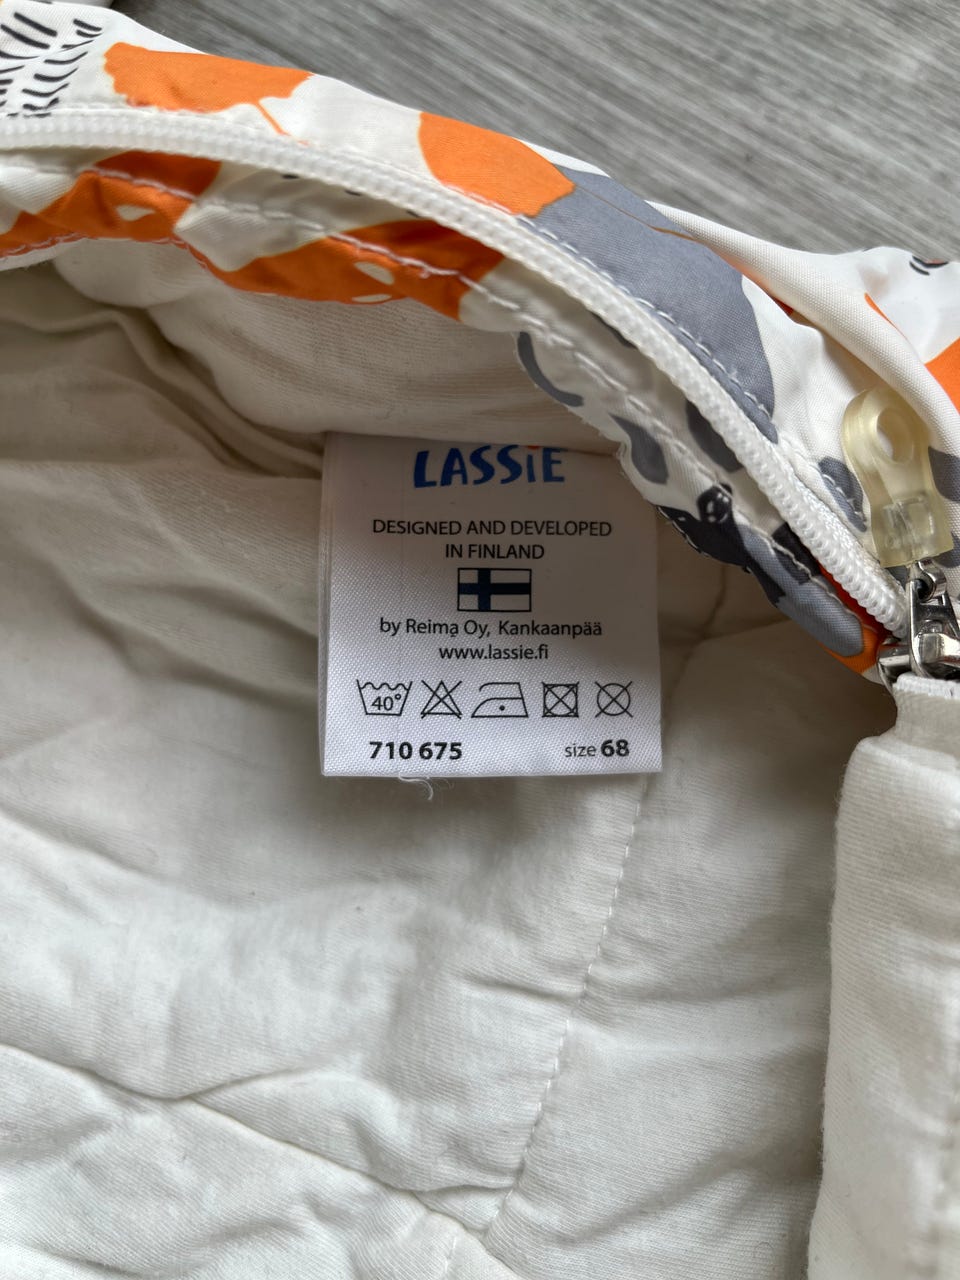 LASSiE
DESIGNED AND DEVELOPED
IN FINLAND
by Reima Oy, Kankaanpää
www.lassie.fi
40°
710 675 size 68